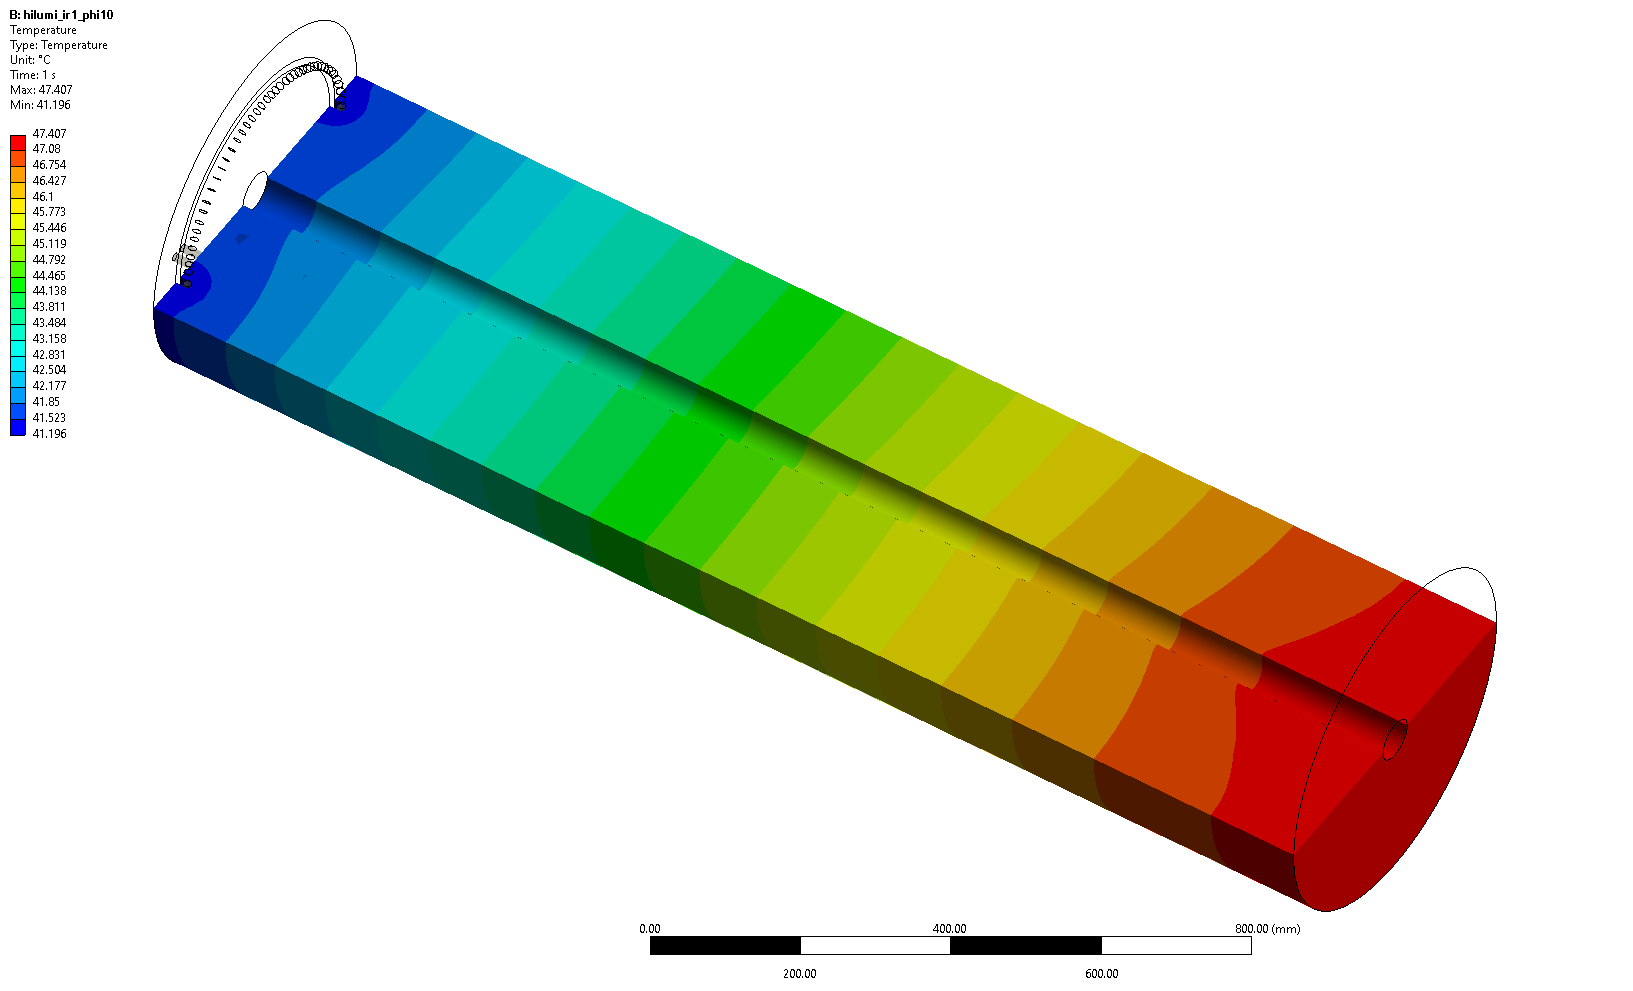 B: hilumi_ir1_phi10
Temperature
Type: Temperature
Unit: °C
Time: 1 s
Max: 47.407
Min: 41.196
47.407
47.08
46.754
46.427
46.1
45.773
45.446
45.119
44.792
44.465
44.138
43.811
43.484
43.158
42.831
42.504
42.177
41.85
41.523
41.196
0.00 400.00 800.00 (mm)
200.00 600.00